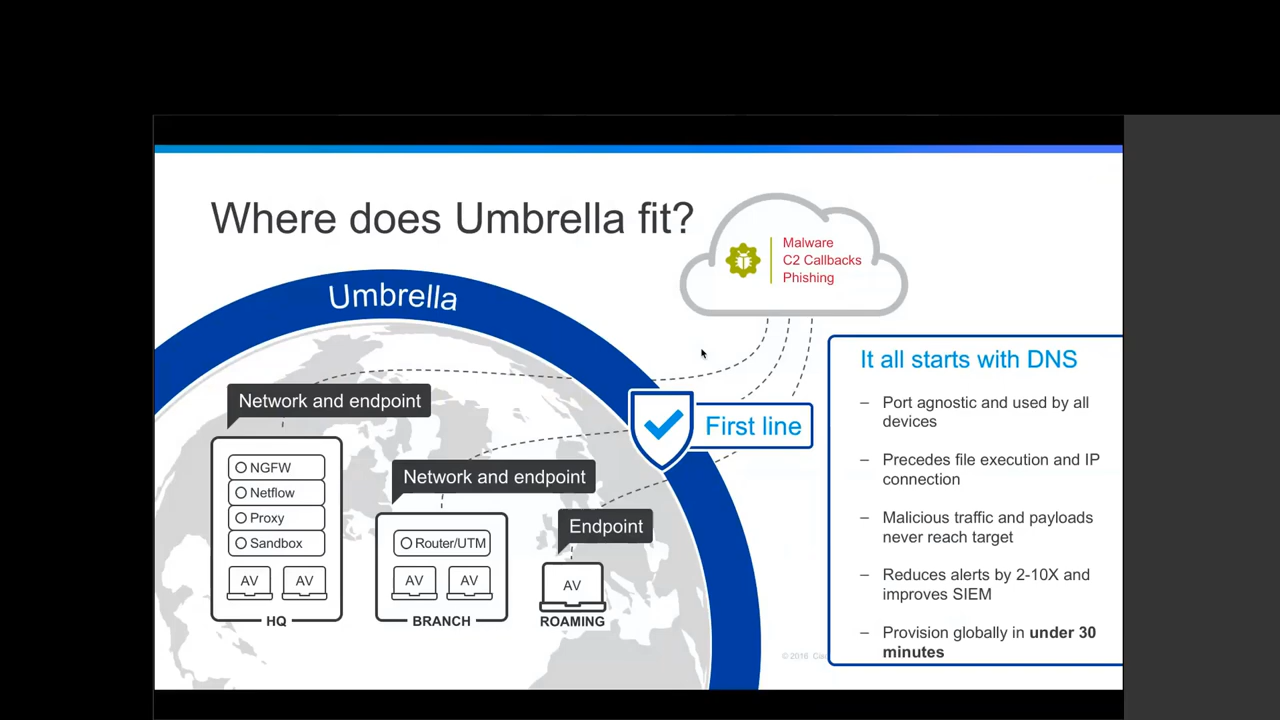 Where does Umbrella fit?
Malware
C2 Callbacks
Phishing
Umbrella
It all starts with DNS
– Port agnostic and used by all
devices
– Precedes file execution and IP
connection
– Malicious traffic and payloads
never reach target
– Reduces alerts by 2-10X and
improves SIEM
– Provision globally in under 30
minutes
First line
Network and endpoint
NGFW
Netflow
Proxy
Sandbox
AV AV
HQ
Network and endpoint
Router/UTM
AV AV
BRANCH
Endpoint
AV
ROAMING
© 2016